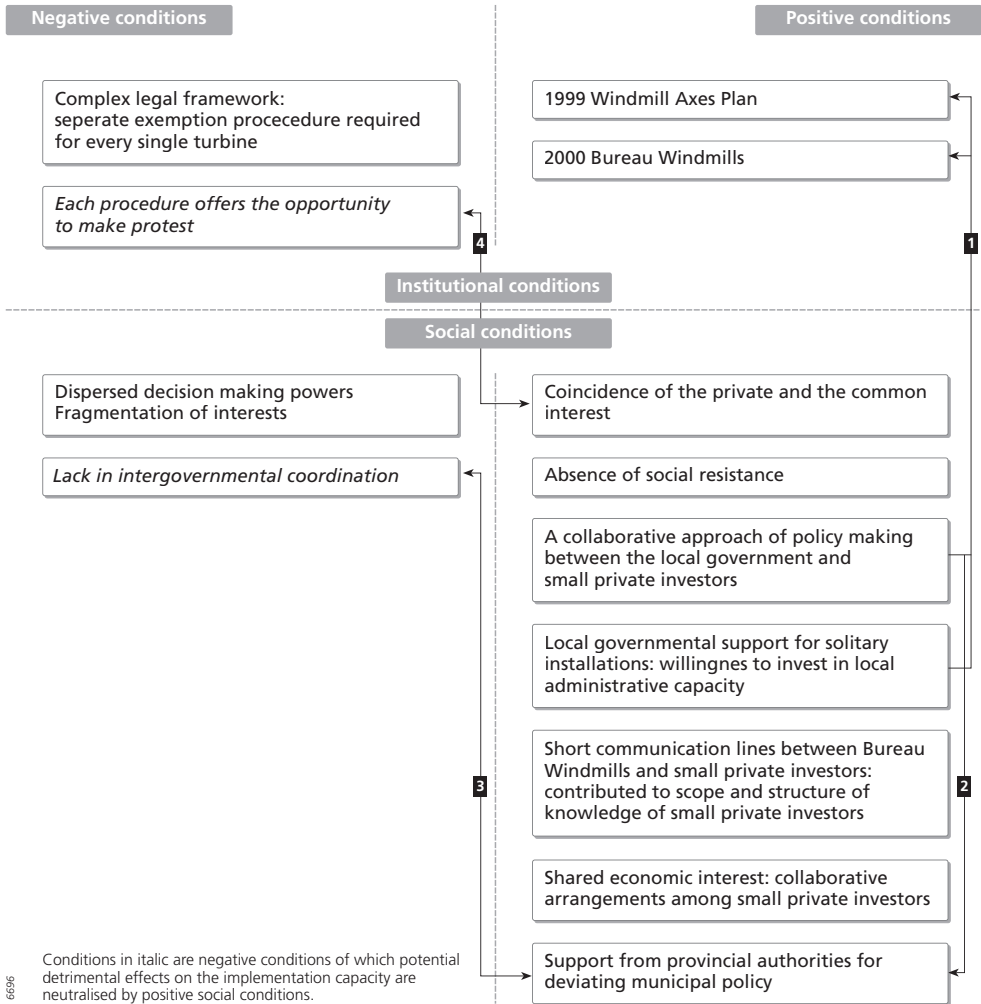 Negative conditions
Positive conditions
Complex legal framework:
seperate exemption procecedure required
for every single turbine
Each procedure offers the opportunity
to make protest
1999 Windmill Axes Plan
2000 Bureau Windmills
4
1
Institutional conditions
Social conditions
Dispersed decision making powers
Fragmentation of interests
Lack in intergovernmental coordination
Coincidence of the private and the common
interest
Absence of social resistance
A collaborative approach of policy making
between the local government and
small private investors
Local governmental support for solitary
installations: willingnes to invest in local
administrative capacity
Short communication lines between Bureau
Windmills and small private investors:
contributed to scope and structure of
knowledge of small private investors
3
2
Shared economic interest: collaborative
arrangements among small private investors
Support from provincial authorities for
deviating municipal policy
Conditions in italic are negative conditions of which potential
detrimental effects on the implementation capacity are
neutralised by positive social conditions.
6696